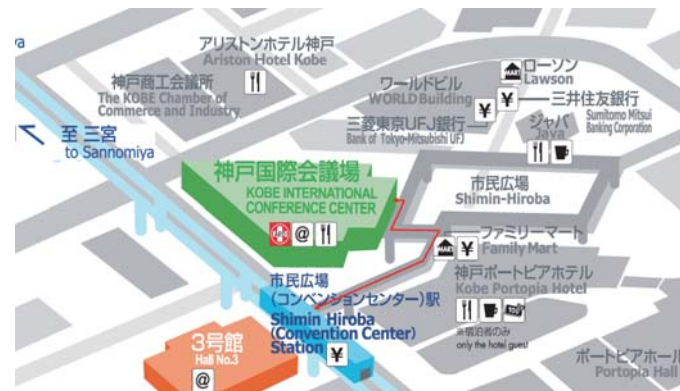 アリストンホテル神戸
Ariston Hotel Kobe
神戸商工会議所
The KOBE Chamber of
Commerce and Industry
至 三宮
to Sannomiya
ローソン
Lawson
MART
ワールドビル
WORLD Building
¥
¥
三井住友銀行
Sumitomo Mitsui
Banking Corporation
三菱東京UFJ銀行
Bank of Tokyo-Mitsubishi UFJ
ジャバ
Java
神戸国際会議場
KOBE INTERNATIONAL
CONFERENCE CENTER
@
市民広場
Shimin-Hiroba
ファミリーマート
Family Mart
MART
¥
市民広場
(コンベンションセンター)駅
Shimin Hiroba
(Convention Center)
Station
¥
神戸ポートピアホテル
Kobe Portopia Hotel
※宿泊者のみ
only the hotel guest
3号館
Hall No.3
@
ポートピアホール
Portopia Hall